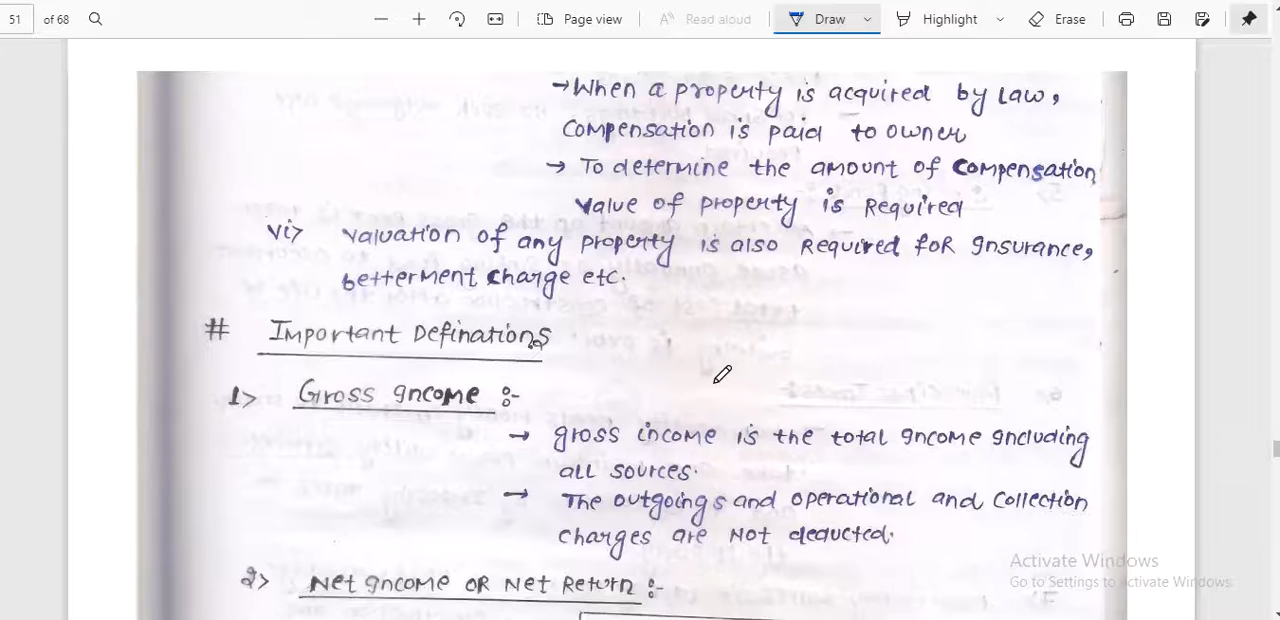 51 of 68 Page view Read aloud Draw Highlight Erase
→When a property is acquired by Law,
compensation is paid to owner
→ To determine the amount of compensation
value of property is Required
vi> valuation of any property is also Required for Insurance,
betterment charge etc.
# Important Definations
1> Gross Income :-
→ gross income is the total Income Including
all sources.
→ The outgoings and operational and collection
charges are Not deducted.
2> Net Income OR Net Return :-
Activate Windows
Go to Settings to activate Windows.